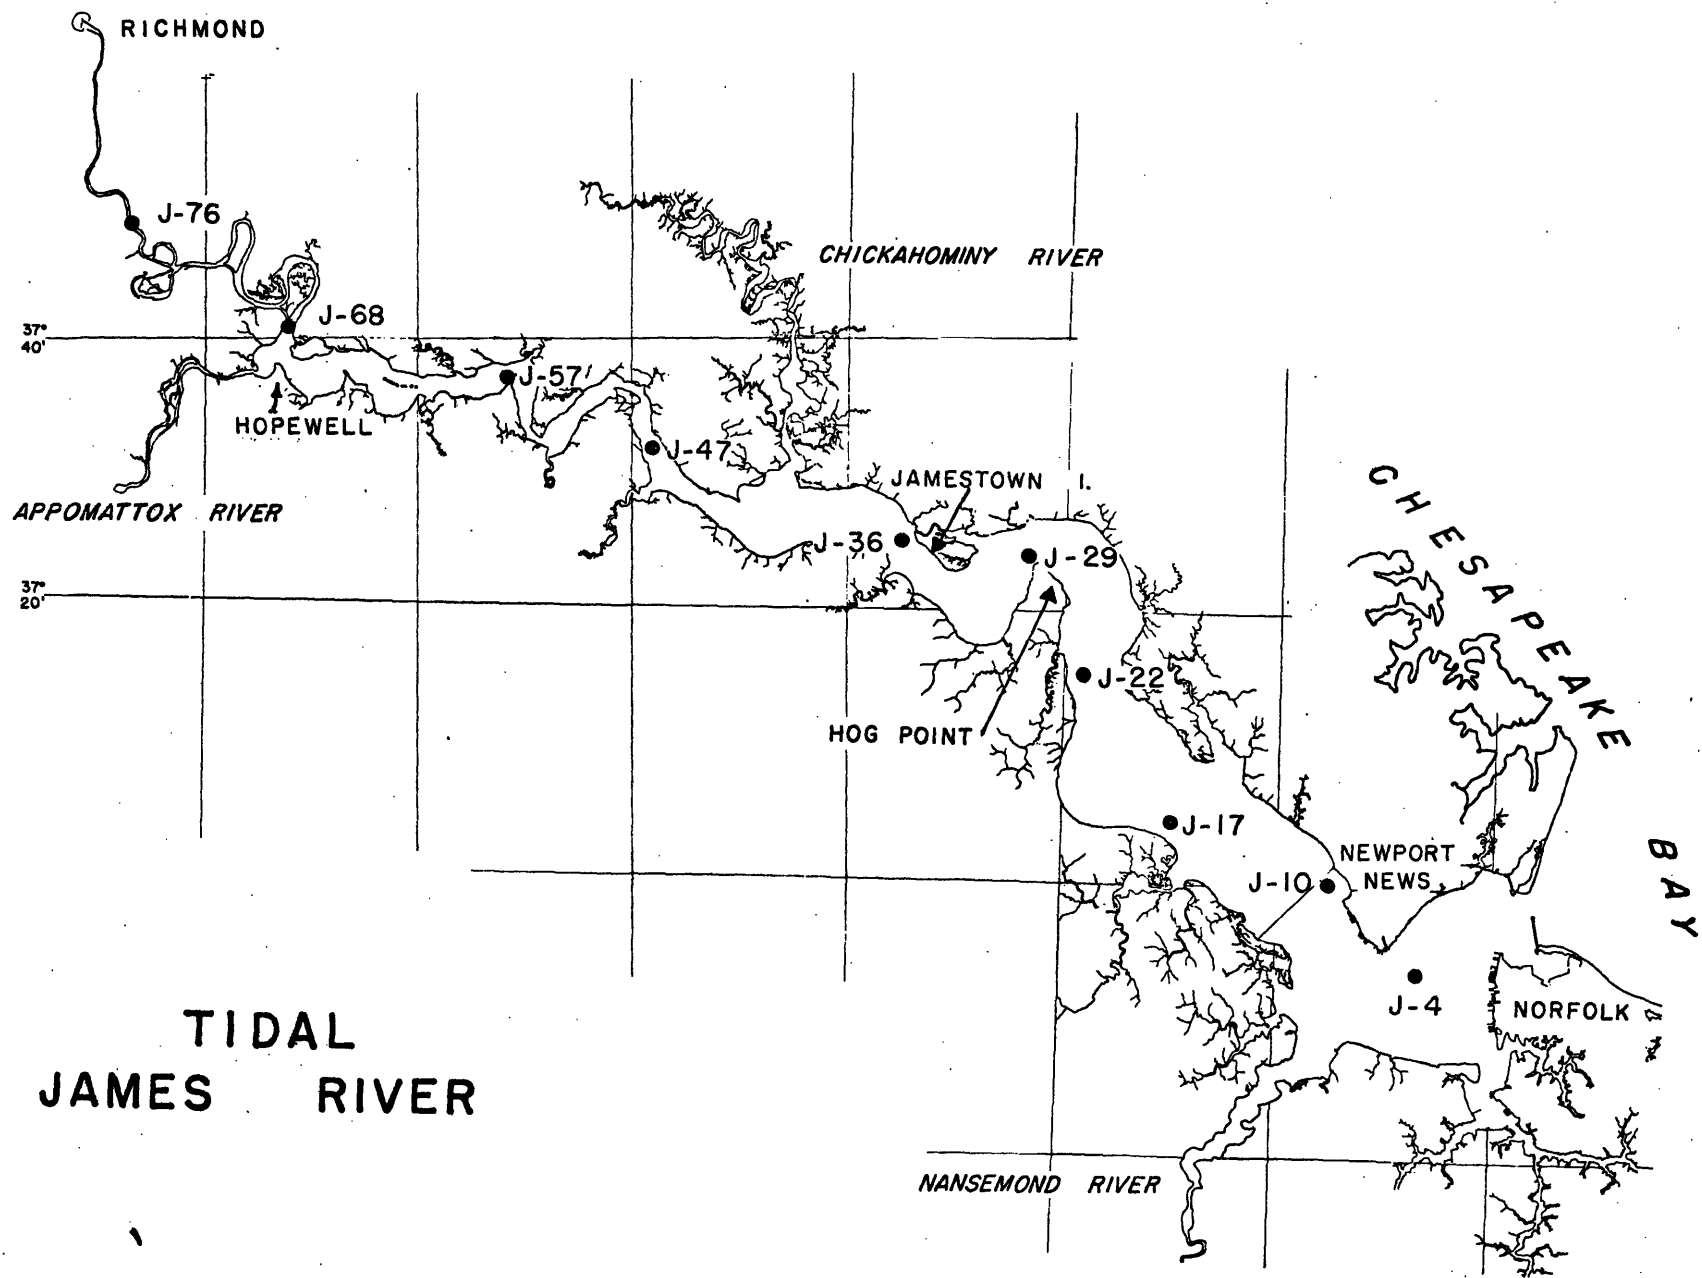 RICHMOND
J-76
CHICKAHOMINY RIVER
J-68
37°
40'
J-57
HOPEWELL
J-47
JAMESTOWN I.
APPOMATTOX RIVER
J-36
J-29
37°
20'
CHESAPEAKE
BAY
J-22
HOG POINT
J-17
NEWPORT
NEWS
J-10
J-4
NORFOLK
TIDAL
JAMES RIVER
NANSEMOND RIVER